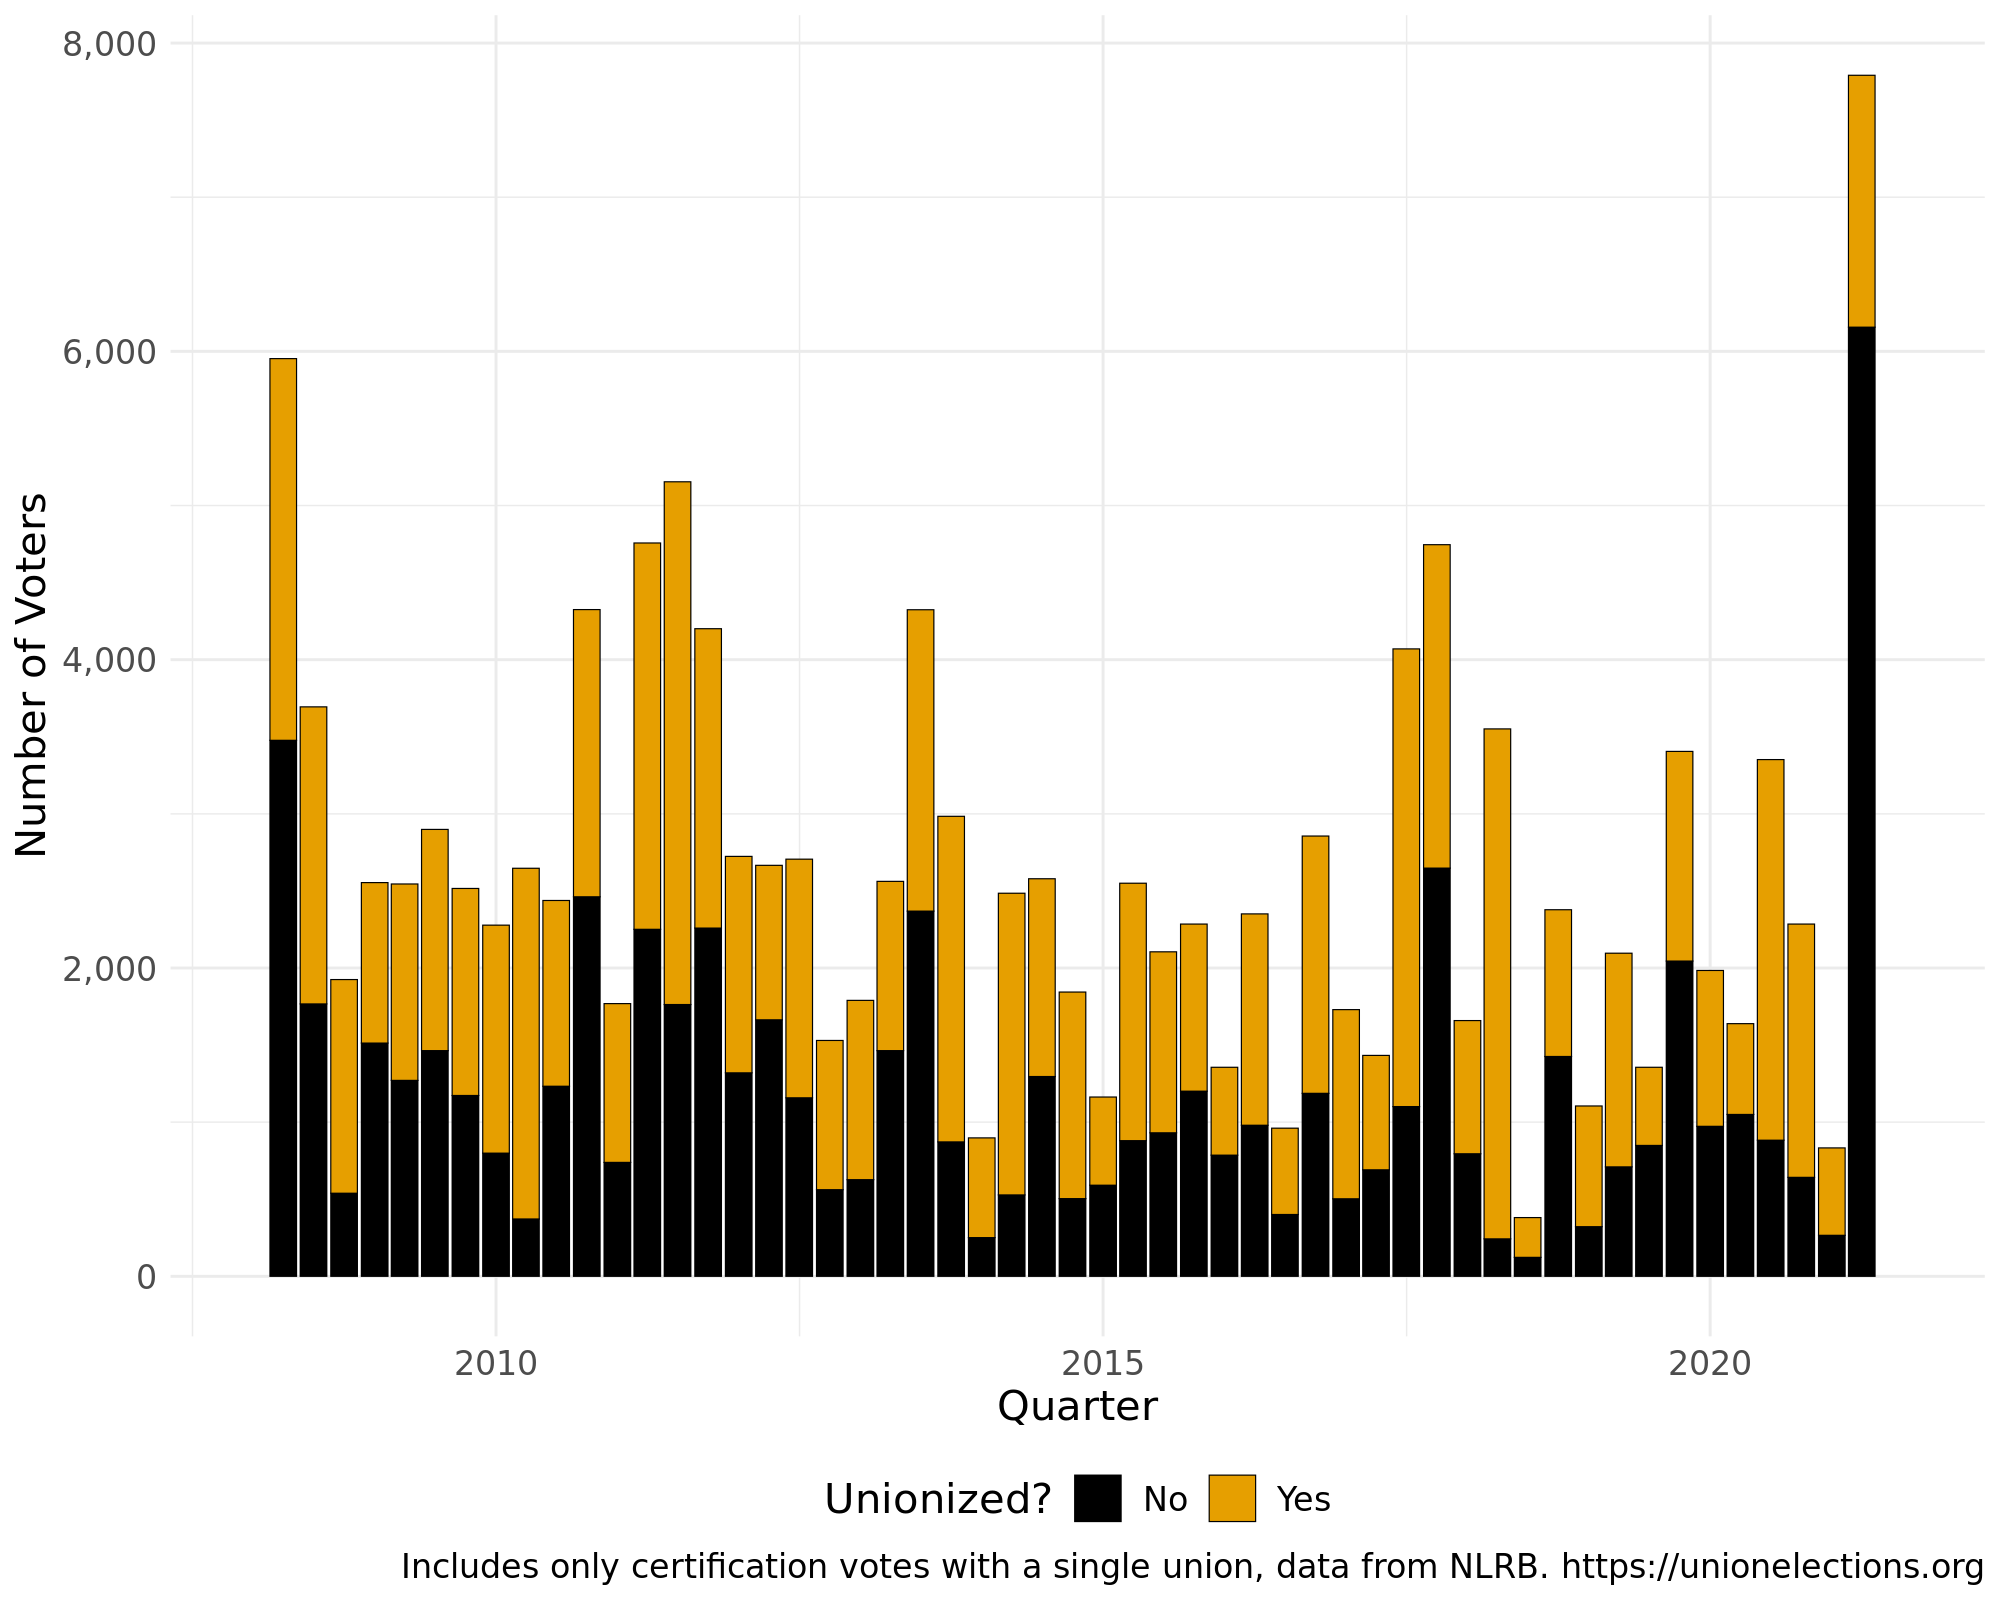 8,000
6,000
4,000
2,000
0
Number of Voters
2010 2015 2020
Quarter
Unionized? No Yes
Includes only certification votes with a single union, data from NLRB. https://unionelections.org